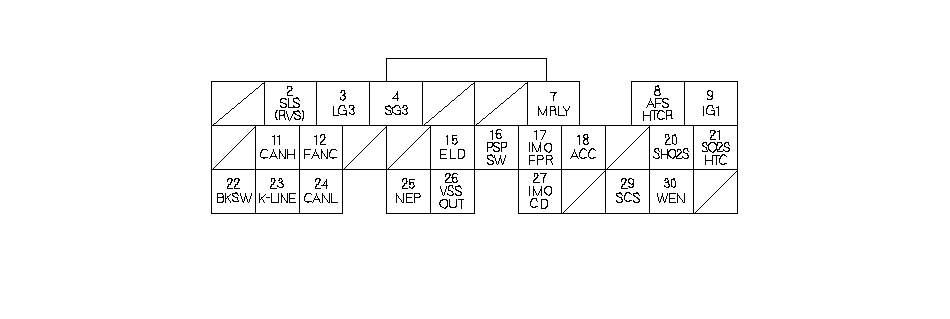 2
SLS
(RVS)
3
LG3
4
SG3
7
MRLY
8
AFS
HTCR
9
IG1
11
CANH
12
FANC
15
ELD
16
PSP
SW
17
IMO
FPR
18
ACC
20
SHO2S
21
SO2S
HTC
22
BKSW
23
K-LINE
24
CANL
25
NEP
26
VSS
OUT
27
IMO
CD
29
SCS
30
WEN